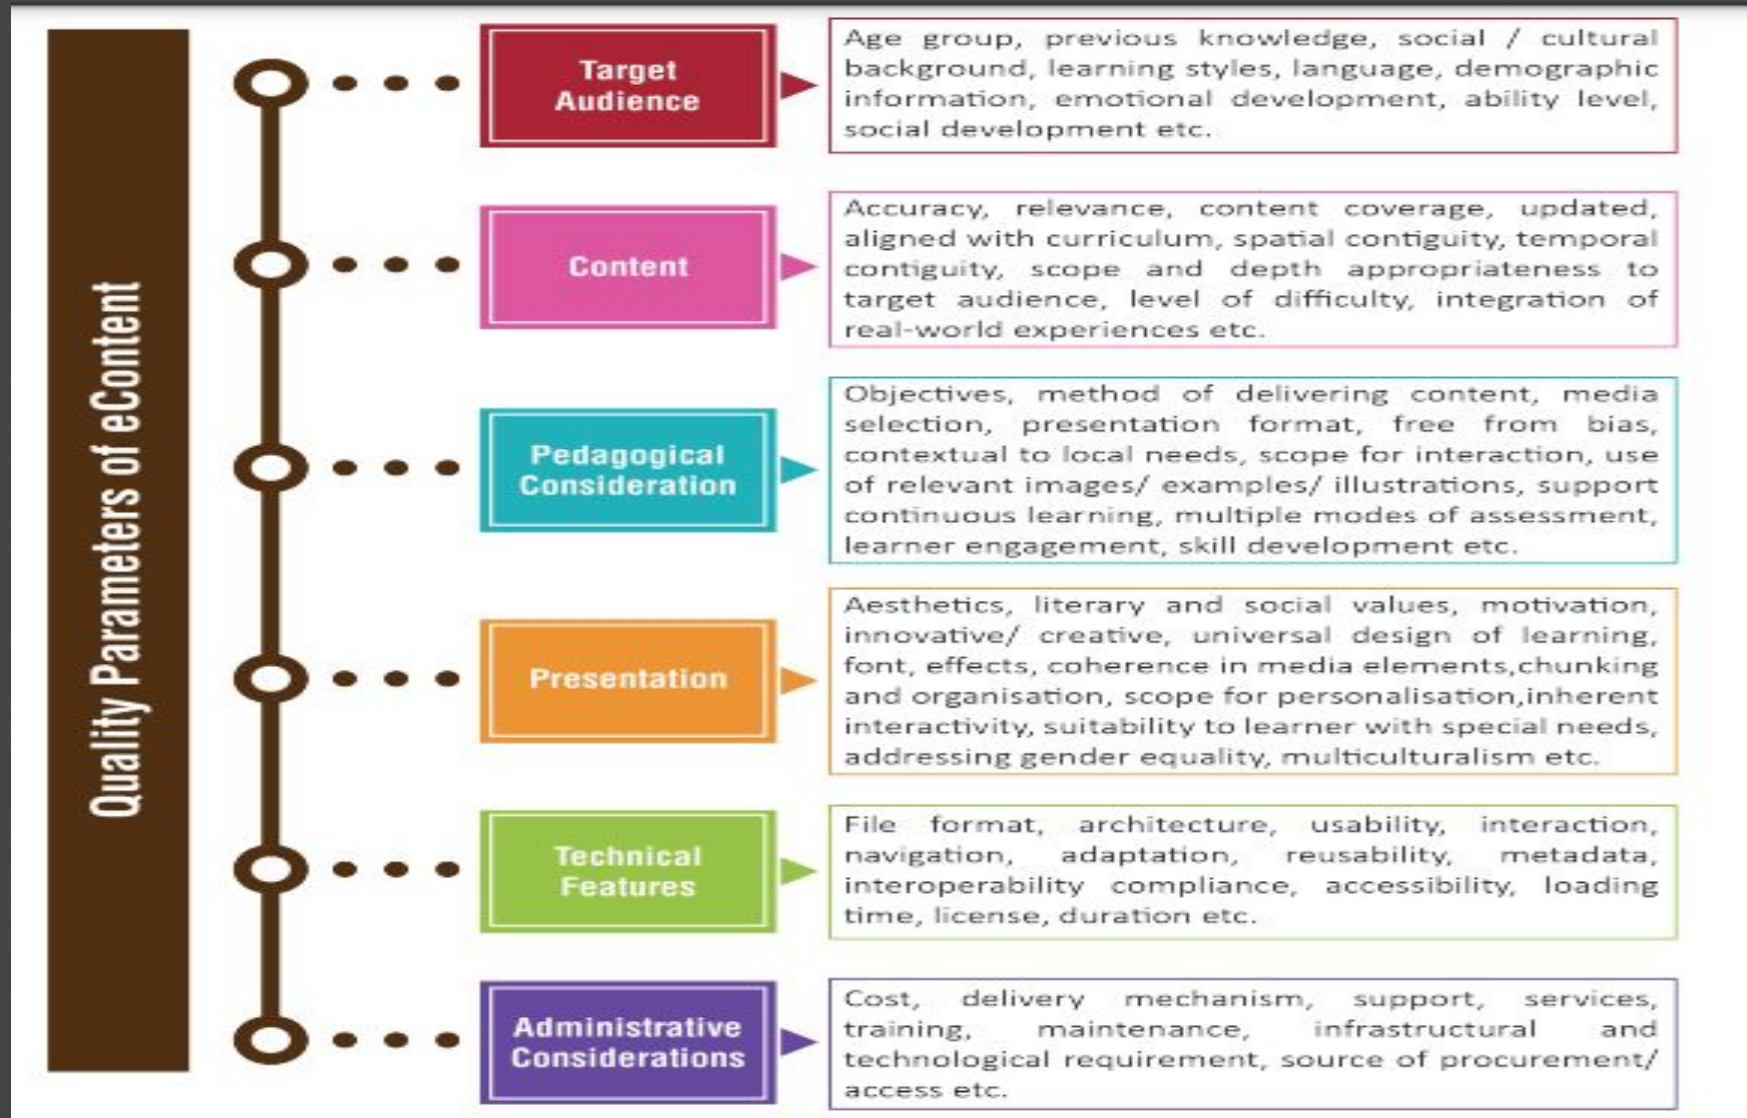 Quality Parameters of eContent
Target
Audience
Age group, previous knowledge, social / cultural
background, learning styles, language, demographic
information, emotional development, ability level,
social development etc.
Content
Accuracy, relevance, content coverage, updated,
aligned with curriculum, spatial contiguity, temporal
contiguity, scope and depth appropriateness to
target audience, level of difficulty, integration of
real-world experiences etc.
Pedagogical
Consideration
Objectives, method of delivering content, media
selection, presentation format, free from bias,
contextual to local needs, scope for interaction, use
of relevant images/ examples/ illustrations, support
continuous learning, multiple modes of assessment,
learner engagement, skill development etc.
Presentation
Aesthetics, literary and social values, motivation,
innovative/ creative, universal design of learning,
font, effects, coherence in media elements,chunking
and organisation, scope for personalisation,inherent
interactivity, suitability to learner with special needs,
addressing gender equality, multiculturalism etc.
Technical
Features
File format, architecture, usability, interaction,
navigation, adaptation, reusability, metadata,
interoperability compliance, accessibility, loading
time, license, duration etc.
Administrative
Considerations
Cost, delivery mechanism, support, services,
training, maintenance, infrastructural and
technological requirement, source of procurement/
access etc.